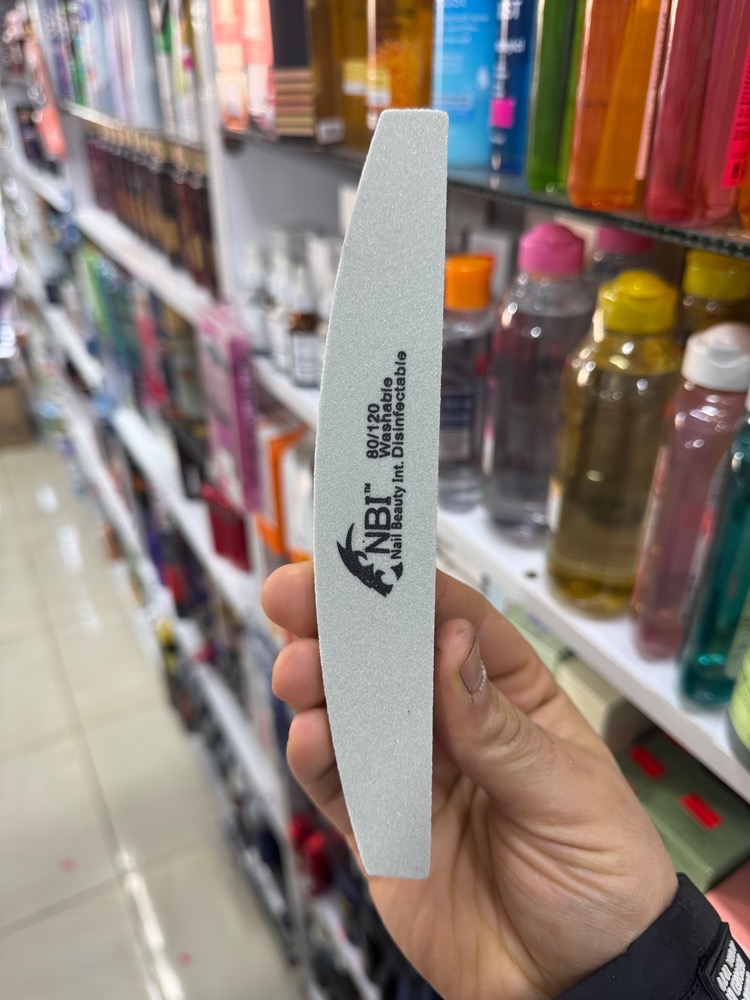 NBI™
Nail Beauty Int.
80/120
Washable
Disinfectable